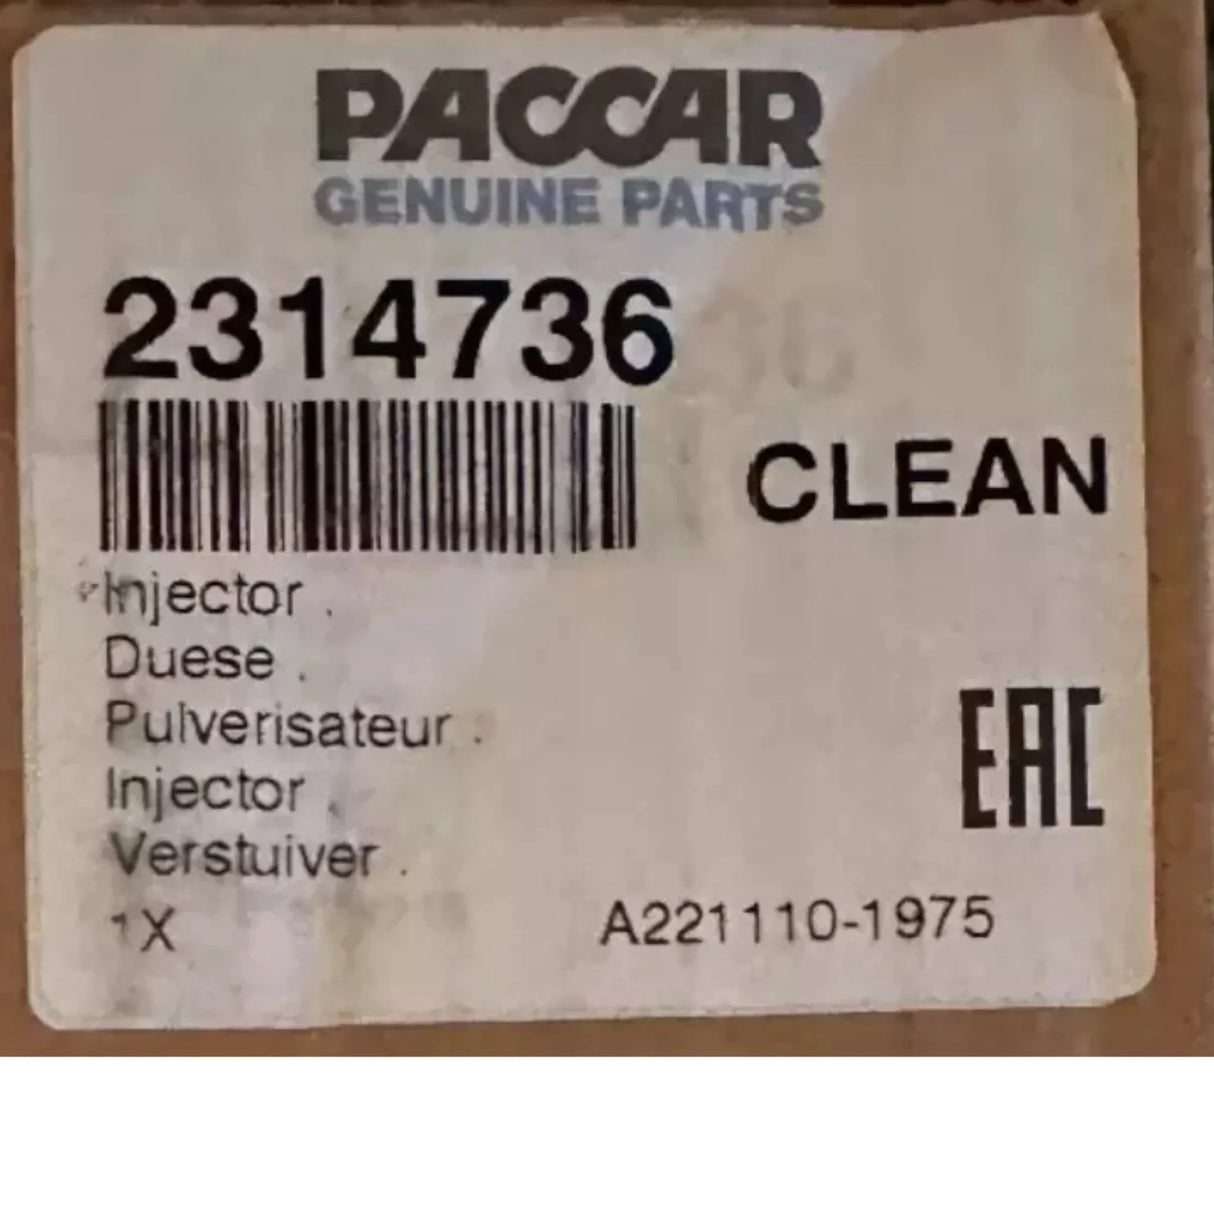 PACCAR
GENUINE PARTS
2314736
CLEAN
Injector .
Duese .
Pulverisateur .
Injector .
Verstuiver .
EAC
1X
A221110-1975